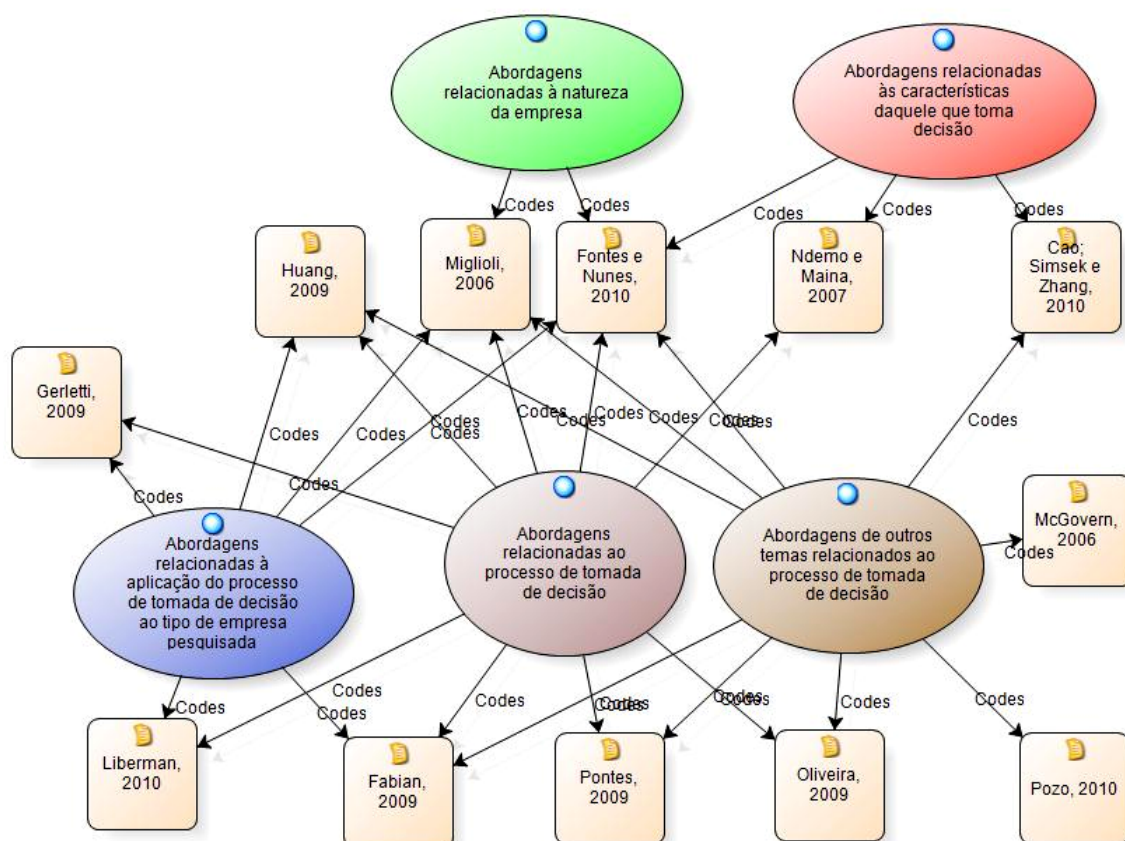 Abordagens
relacionadas à natureza
da empresa
Abordagens relacionadas
às características
daquele que toma
decisão
Codes
Codes
Codes
Codes
Codes
Huang,
2009
Miglioli,
2006
Fontes e
Nunes,
2010
Ndemo e
Maina,
2007
Cao;
Simsek e
Zhang,
2010
Gerletti,
2009
Codes
Codes
Codes
Codes
Codes
Codes
Codes
Codes
Codes
Codes
Codes
Codes
Codes
Codes
Abordagens
relacionadas à
aplicação do processo
de tomada de decisão
ao tipo de empresa
pesquisada
Abordagens
relacionadas ao
processo de tomada
de decisão
Abordagens de outros
temas relacionados ao
processo de tomada
de decisão
McGovern,
2006
Codes
Codes
Codes
Codes
Codes
Codes
Codes
Codes
Codes
Codes
Codes
Liberman,
2010
Fabian,
2009
Pontes,
2009
Oliveira,
2009
Pozo, 2010